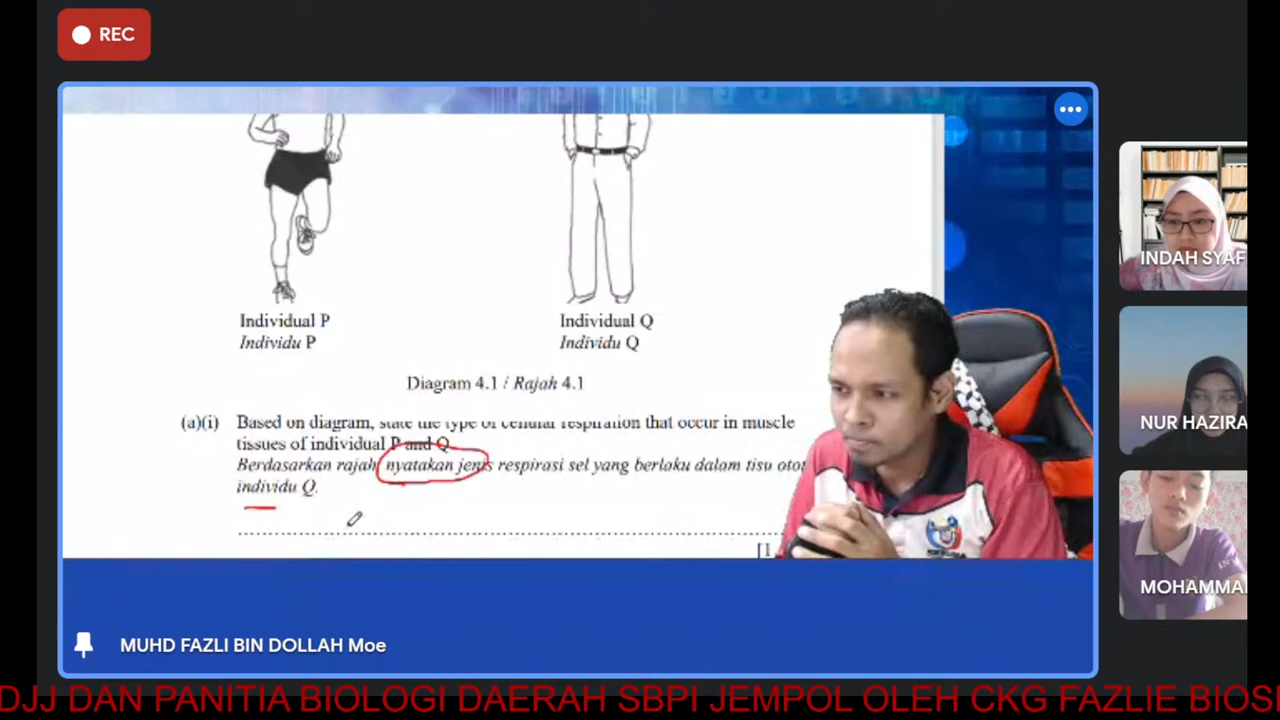 REC
Individual P
Individu P
Individual Q
Individu Q
Diagram 4.1 / Rajah 4.1
(a)(i) Based on diagram, state the type of cellular respiration that occur in muscle
tissues of individual P and Q
Berdasarkan rajah nyatakan jenis respirasi sel yang berlaku dalam tisu
individu Q.
[1
MUHD FAZLI BIN DOLLAH Moe
INDAH SYAF
NUR HAZIRA
MOHAMMA
DJJ DAN PANITIA BIOLOGI DAERAH SBPI JEMPOL OLEH CKG FAZLIE BIOS